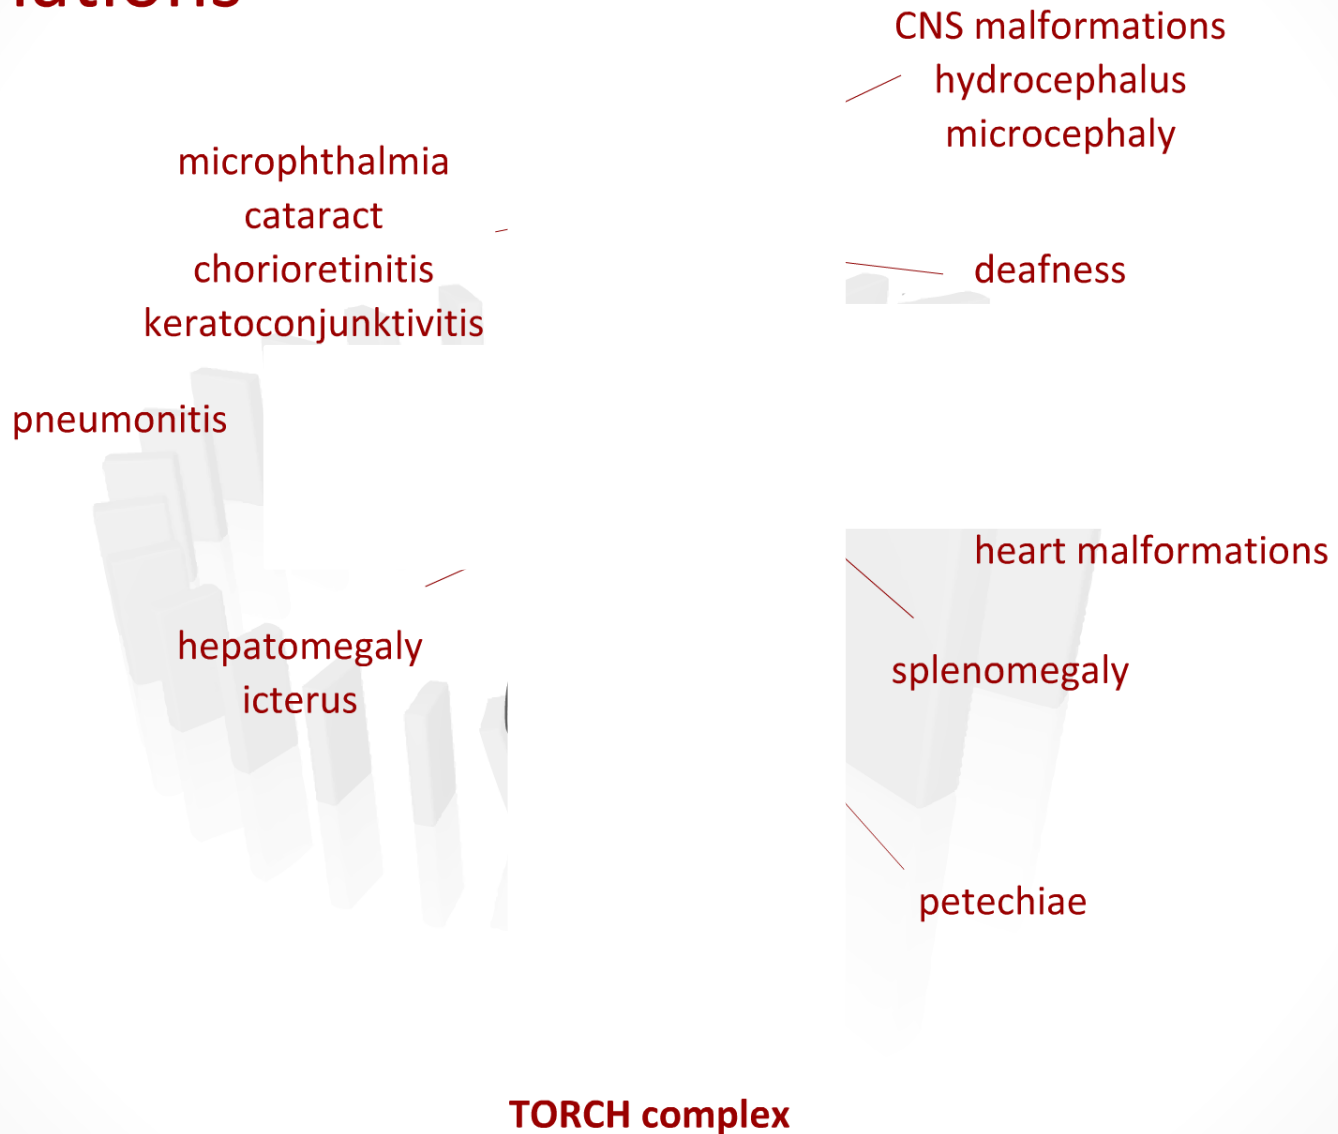 CNS malformations
hydrocephalus
microcephaly
microphthalmia
cataract
chorioretinitis
keratoconjunktivitis
deafness
pneumonitis
heart malformations
hepatomegaly
icterus
splenomegaly
petechiae
TORCH complex